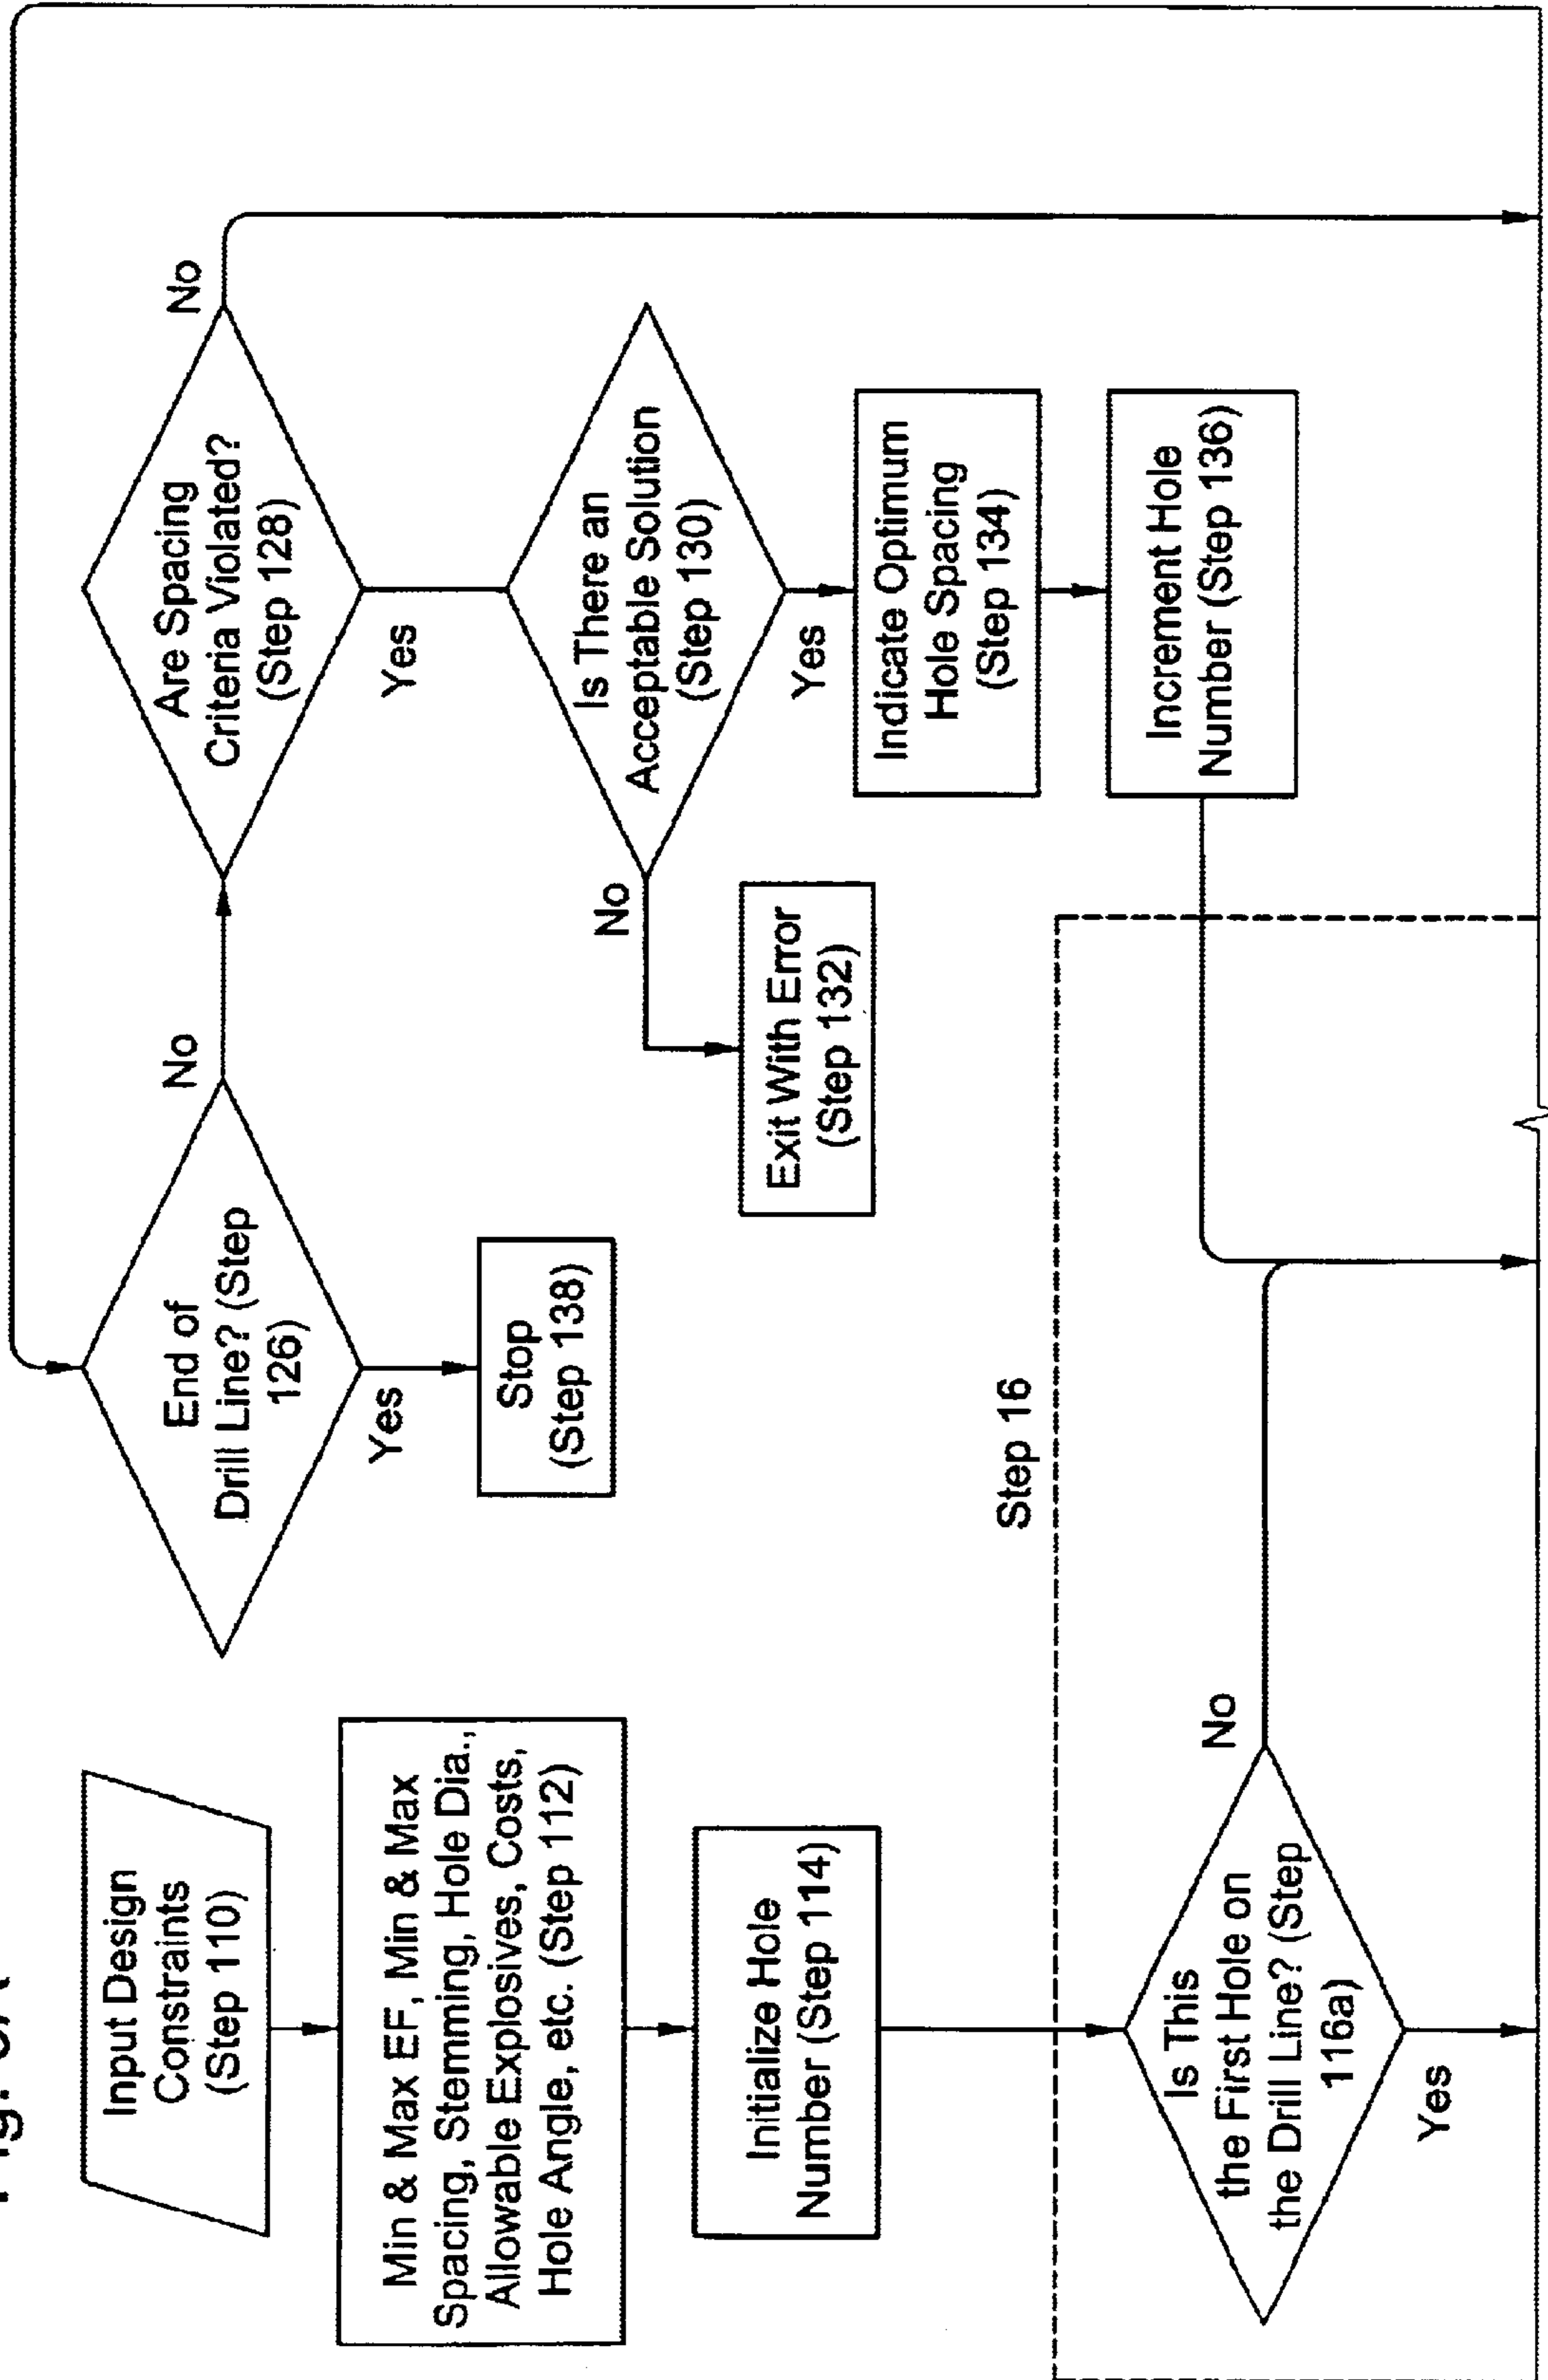 Input Design
Constraints
(Step 110)
Min & Max EF, Min & Max
Spacing, Stemming, Hole Dia.,
Allowable Explosives, Costs,
Hole Angle, etc. (Step 112)
Initialize Hole
Number (Step 114)
Step 16
Is This
the First Hole on
the Drill Line? (Step
116a)
No
Yes
End of
Drill Line? (Step
126)
No
Yes
Stop
(Step 138)
Are Spacing
Criteria Violated?
(Step 128)
No
Yes
Is There an
Acceptable Solution
(Step 130)
No
Yes
Exit With Error
(Step 132)
Indicate Optimum
Hole Spacing
(Step 134)
Increment Hole
Number (Step 136)